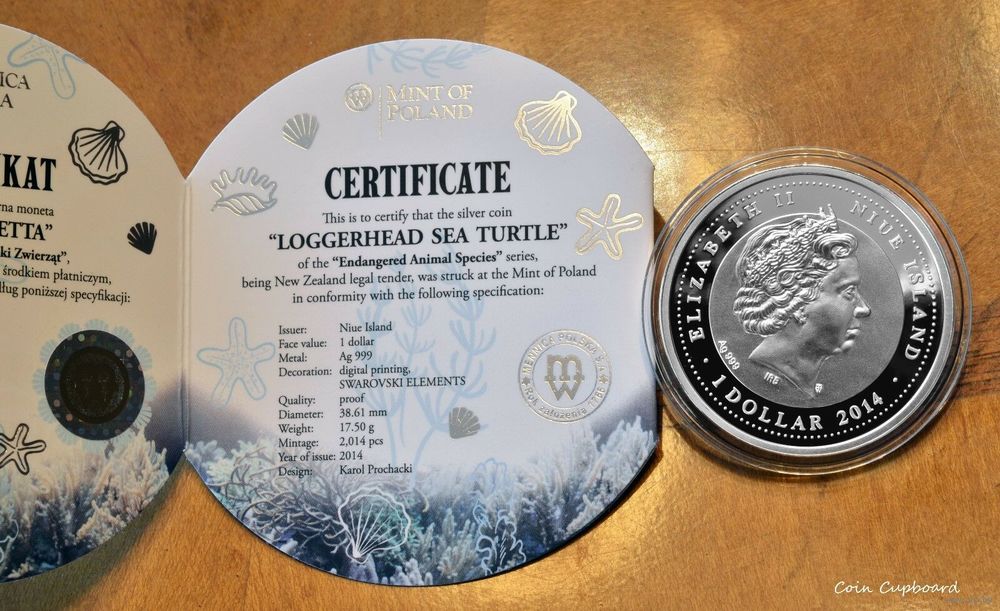 ICA
A
KAT
rna moneta
ETTA"
ki Zwierząt",
środkiem płatniczym,
ług poniższej specyfikacji:
MINT OF
POLAND
CERTIFICATE
This is to certify that the silver coin
"LOGGERHEAD SEA TURTLE"
of the "Endangered Animal Species" series,
being New Zealand legal tender, was struck at the Mint of Poland
in conformity with the following specification:
Issuer: Niue Island
Face value: 1 dollar
Metal: Ag 999
Decoration: digital printing,
SWAROVSKI ELEMENTS
Quality: proof
Diameter: 38.61 mm
Weight: 17.50 g
Mintage: 2,014 pcs
Year of issue: 2014
Design: Karol Prochacki
MENNICA POLSKA S.A.
rok założenia 1766
ELIZABETH II NIUE ISLAND
Ag 999
IRB
1 DOLLAR 2014
Coin Cupboard